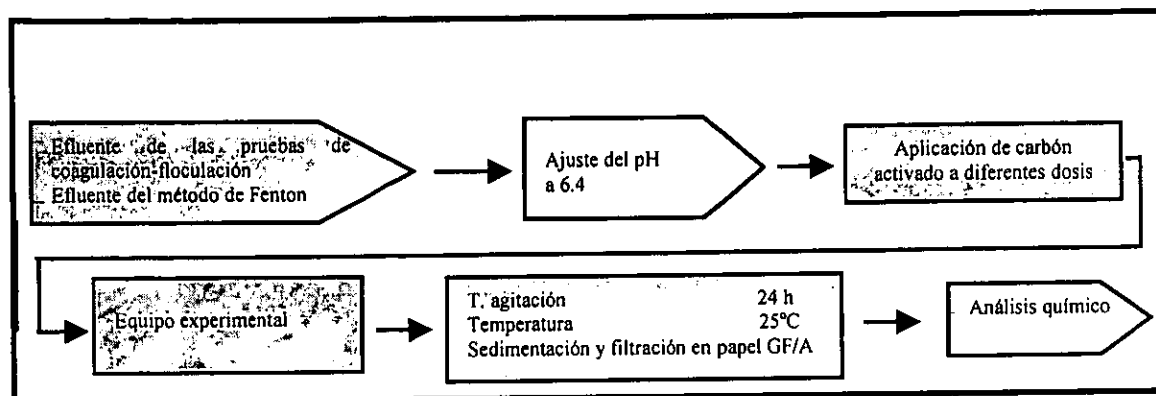 Efluente de las pruebas de
coagulación-floculación
Efluente del método de Fenton
Ajuste del pH
a 6.4
Aplicación de carbón
activado a diferentes dosis
Equipo experimental
T. agitación 24 h
Temperatura 25°C
Sedimentación y filtración en papel GF/A
Análisis químico